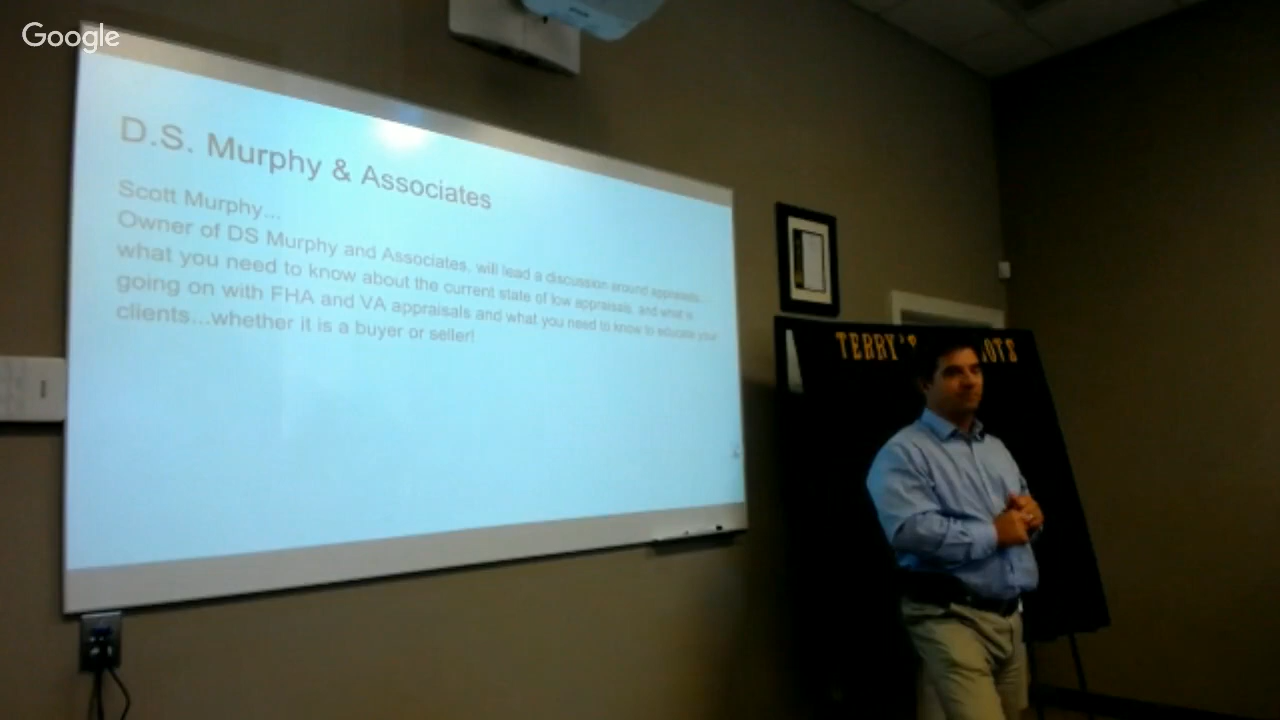 Google
D.S. Murphy & Associates
Scott Murphy...
Owner of DS Murphy and Associates, will lead a discussion around appraisals...
what you need to know about the current state of low appraisals, and what is
going on with FHA and VA appraisals and what you need to know to educate your
clients...whether it is a buyer or seller!
TERRY'S OTS